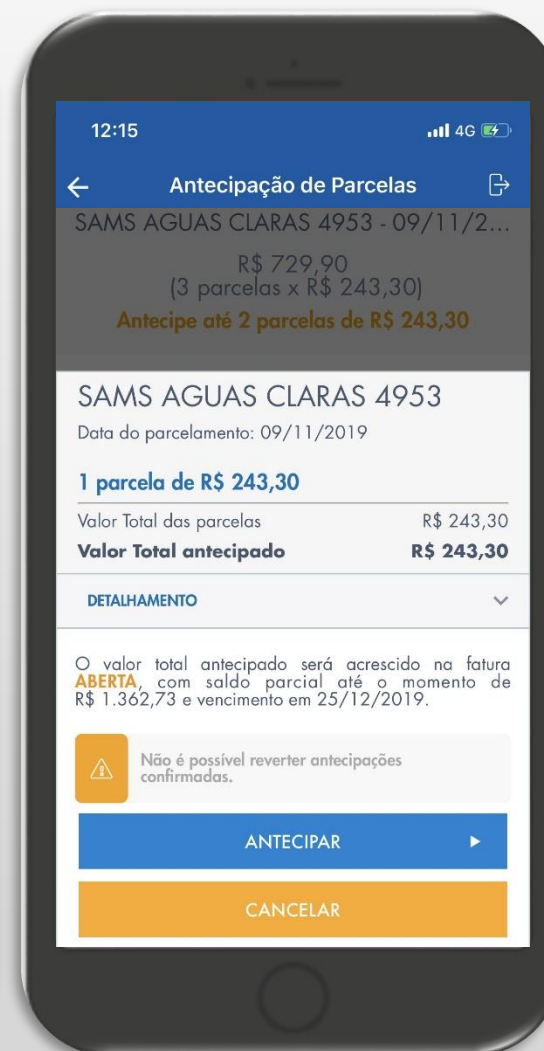 12:15
4G
Antecipação de Parcelas
SAMS AGUAS CLARAS 4953 - 09/11/2...
R$ 729,90
(3 parcelas x R$ 243,30)
Antecipe até 2 parcelas de R$ 243,30
SAMS AGUAS CLARAS 4953
Data do parcelamento: 09/11/2019
1 parcela de R$ 243,30
Valor Total das parcelas R$ 243,30
Valor Total antecipado R$ 243,30
DETALHAMENTO
O valor total antecipado será acrescido na fatura
ABERTA, com saldo parcial até o momento de
R$ 1.362,73 e vencimento em 25/12/2019.
Não é possível reverter antecipações
confirmadas.
ANTECIPAR
CANCELAR